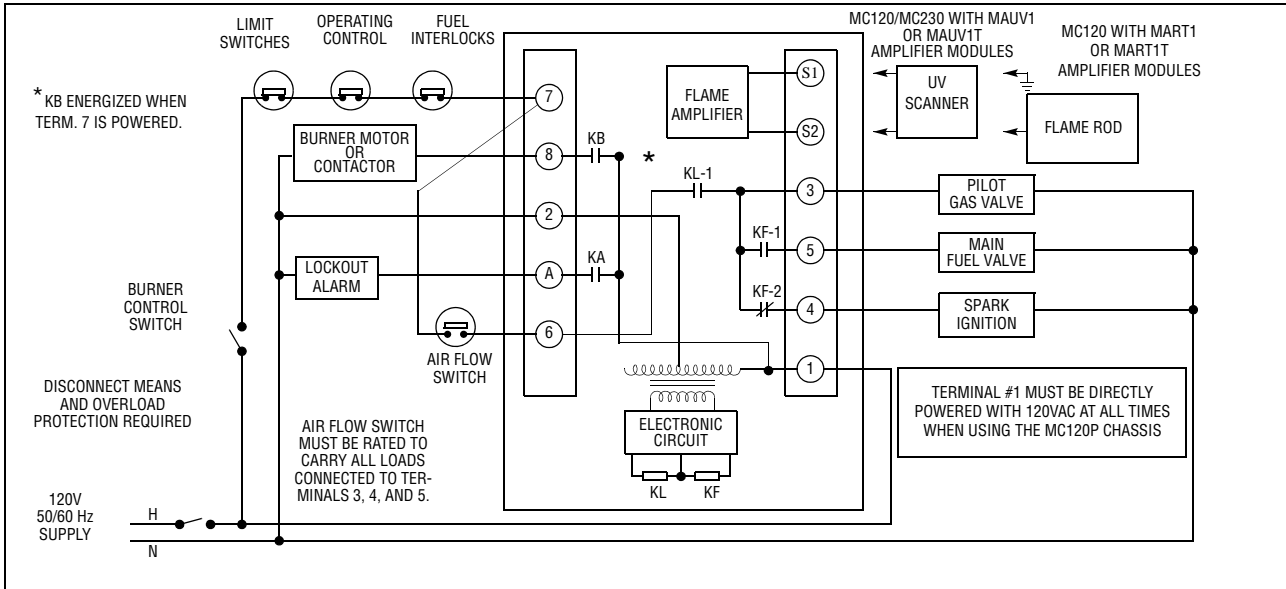 LIMIT
SWITCHES
OPERATING
CONTROL
FUEL
INTERLOCKS
MC120/MC230 WITH MAUV1
OR MAUV1T
AMPLIFIER MODULES
MC120 WITH MART1
OR MART1T
AMPLIFIER MODULES
* KB ENERGIZED WHEN
TERM. 7 IS POWERED.
7
FLAME
AMPLIFIER
S1
S2
UV
SCANNER
FLAME ROD
BURNER MOTOR
OR
CONTACTOR
8
KB
*
KL-1
3
PILOT
GAS VALVE
2
KF-1
5
MAIN
FUEL VALVE
LOCKOUT
ALARM
A
KA
KF-2
4
SPARK
IGNITION
BURNER
CONTROL
SWITCH
AIR FLOW
SWITCH
6
1
DISCONNECT MEANS
AND OVERLOAD
PROTECTION REQUIRED
AIR FLOW SWITCH
MUST BE RATED TO
CARRY ALL LOADS
CONNECTED TO TER-
MINALS 3, 4, AND 5.
ELECTRONIC
CIRCUIT
KL
KF
TERMINAL #1 MUST BE DIRECTLY
POWERED WITH 120VAC AT ALL TIMES
WHEN USING THE MC120P CHASSIS
120V
50/60 Hz
SUPPLY
H
N